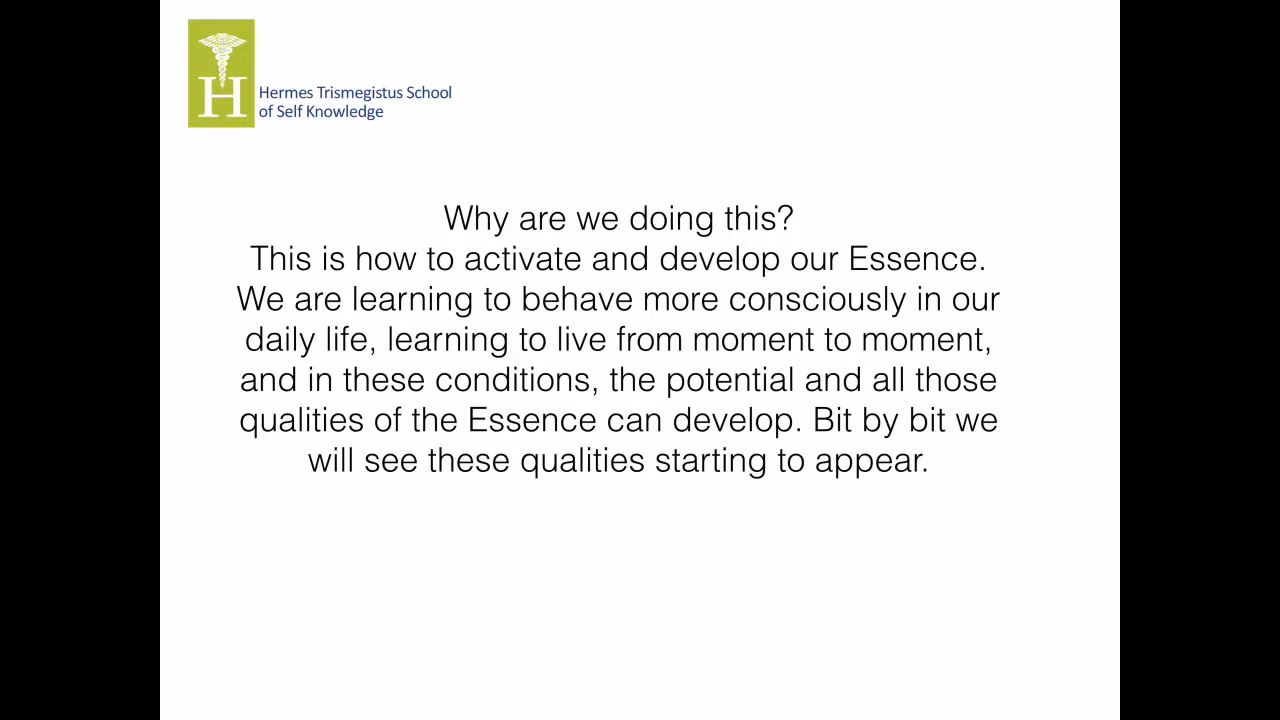 H
Hermes Trismegistus School
of Self Knowledge
Why are we doing this?
This is how to activate and develop our Essence.
We are learning to behave more consciously in our
daily life, learning to live from moment to moment,
and in these conditions, the potential and all those
qualities of the Essence can develop. Bit by bit we
will see these qualities starting to appear.